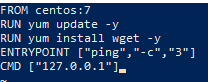 FROM centos:7
RUN yum update -y
RUN yum install wget -y
ENTRYPOINT ["ping","-c","3"]
CMD ["127.0.0.1"]
~